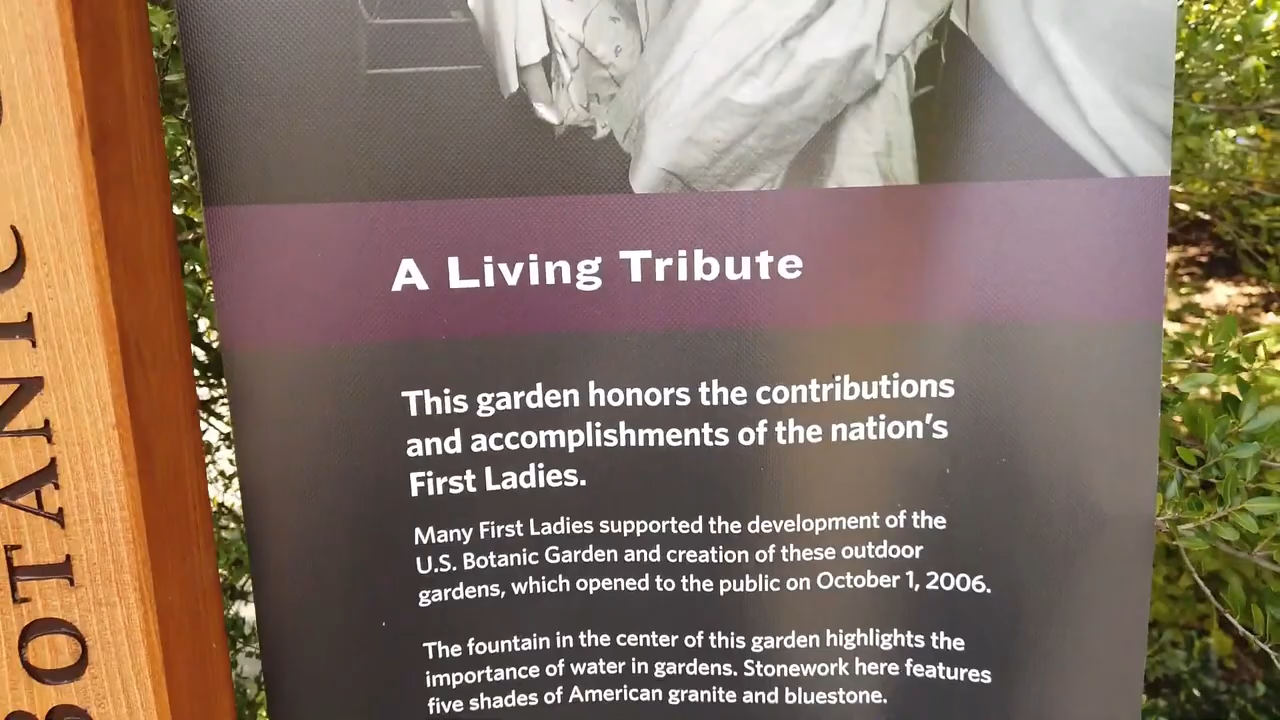 A Living Tribute
This garden honors the contributions
and accomplishments of the nation's
First Ladies.
Many First Ladies supported the development of the
U.S. Botanic Garden and creation of these outdoor
gardens, which opened to the public on October 1, 2006.
The fountain in the center of this garden highlights the
importance of water in gardens. Stonework here features
five shades of American granite and bluestone.
BOTANIC